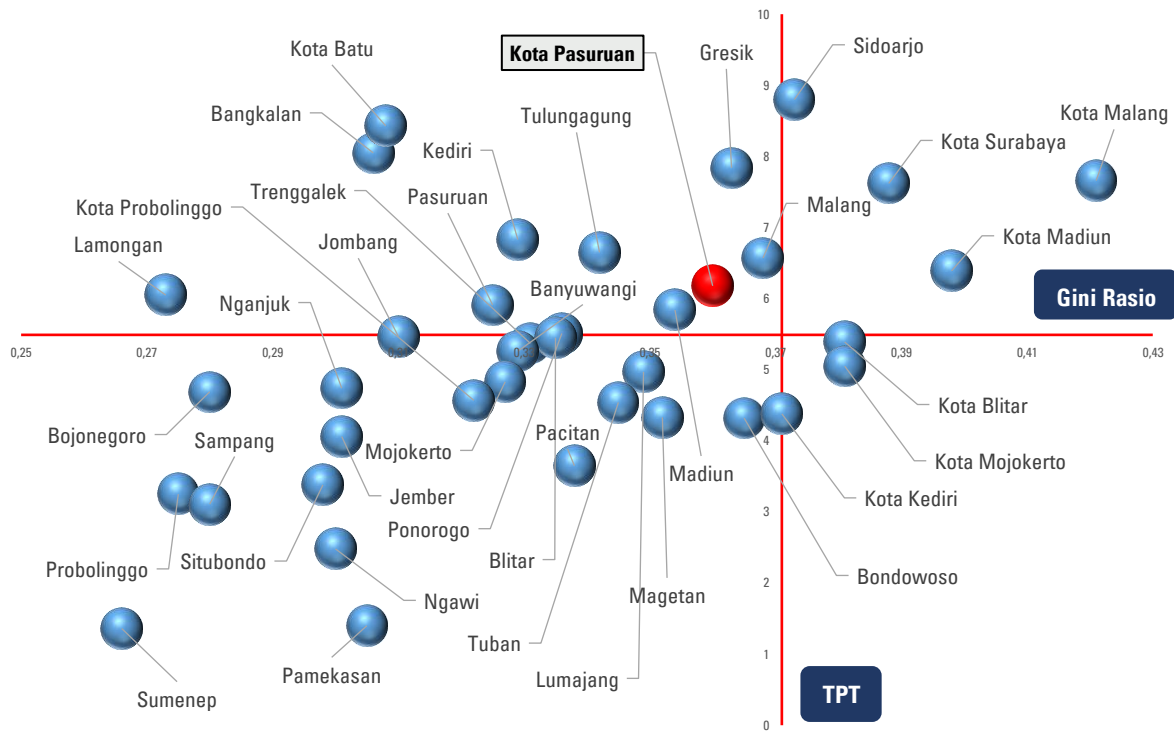 10
Kota Batu
Kota Pasuruan
Gresik
Sidoarjo
9
Bangkalan
Tulungagung
Kota Malang
8
Kediri
Kota Surabaya
Trenggalek
Pasuruan
Kota Probolinggo
7
Malang
Jombang
Lamongan
Kota Madiun
6
Banyuwangi
Nganjuk
Gini Rasio
0,25
0,27
0,29
0,35
0,37
0,39
0,41
0,43
5
Kota Blitar
Bojonegoro
Sampang
Mojokerto
Pacitan
4
Madiun
Kota Mojokerto
Jember
Kota Kediri
Ponorogo
3
Situbondo
Blitar
Probolinggo
Bondowoso
2
Ngawi
Magetan
Tuban
1
Pamekasan
Lumajang
Sumenep
TPT
0